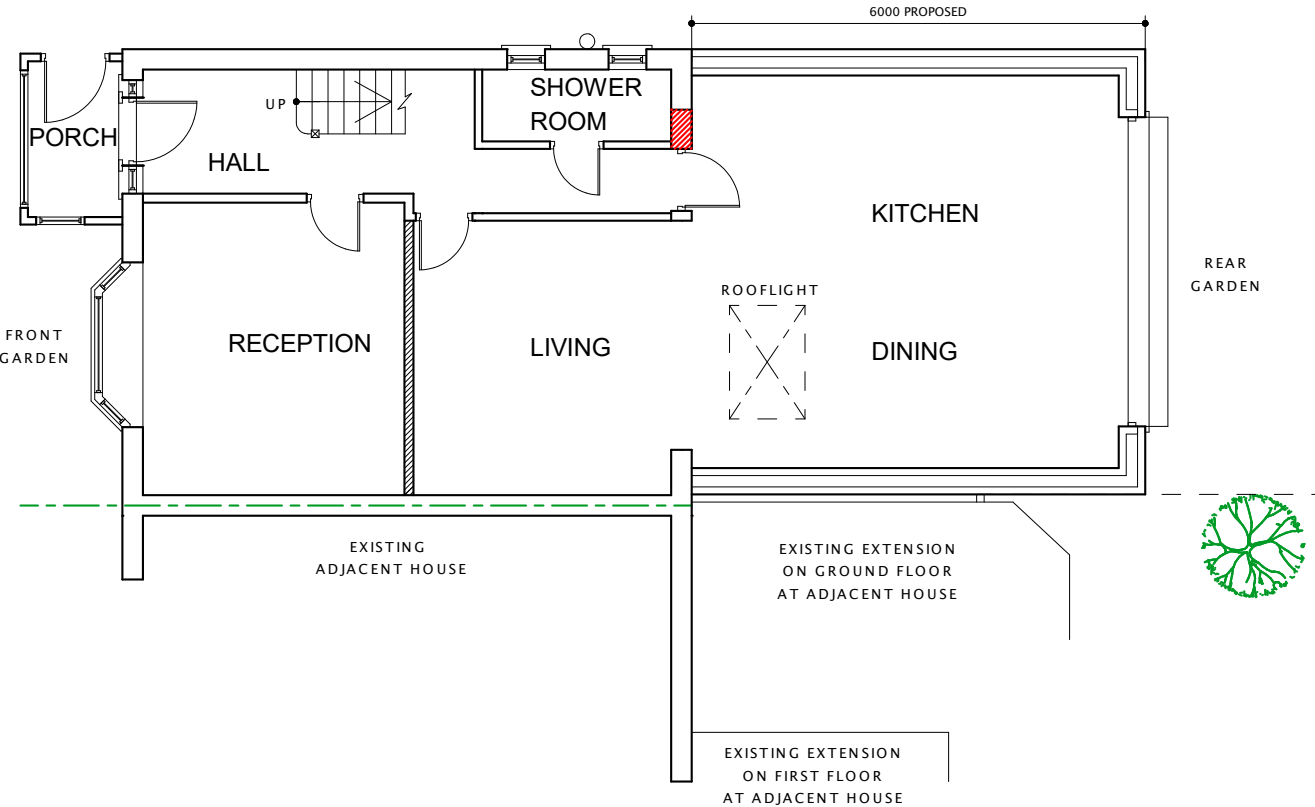 6000 PROPOSED
SHOWER
ROOM
UP
PORCH
HALL
KITCHEN
REAR
GARDEN
ROOFLIGHT
FRONT
GARDEN
RECEPTION
LIVING
DINING
EXISTING
ADJACENT HOUSE
EXISTING EXTENSION
ON GROUND FLOOR
AT ADJACENT HOUSE
EXISTING EXTENSION
ON FIRST FLOOR
AT ADJACENT HOUSE